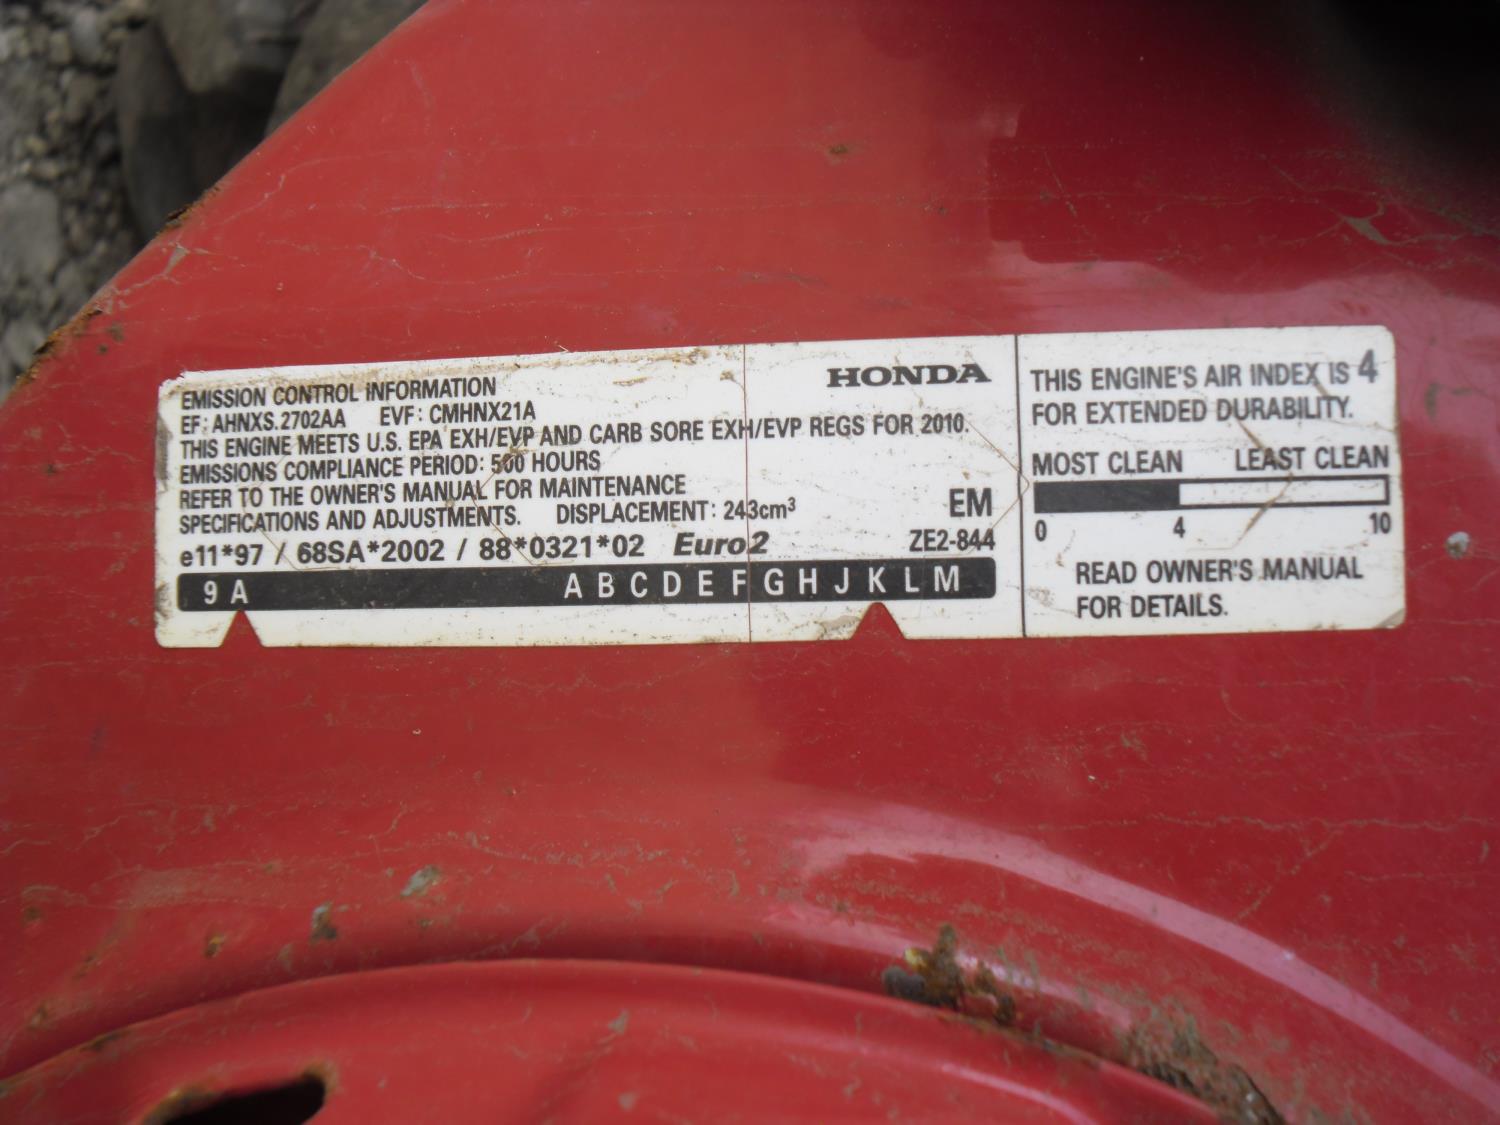 EMISSION CONTROL INFORMATION
EF: AHNXS.2702AA EVF: CMHNX21A
THIS ENGINE MEETS U.S. EPA EXH/EVP AND CARB SORE EXH/EVP REGS FOR 2010.
EMISSIONS COMPLIANCE PERIOD: 500 HOURS
REFER TO THE OWNER'S MANUAL FOR MAINTENANCE
SPECIFICATIONS AND ADJUSTMENTS. DISPLACEMENT: 243cm³
e11*97 / 68SA*2002 / 88*0321*02 Euro2
9 A A B C D E F G H J K L M
HONDA
EM
ZE2-844
THIS ENGINE'S AIR INDEX IS 4
FOR EXTENDED DURABILITY.
MOST CLEAN LEAST CLEAN
0 4 10
READ OWNER'S MANUAL
FOR DETAILS.